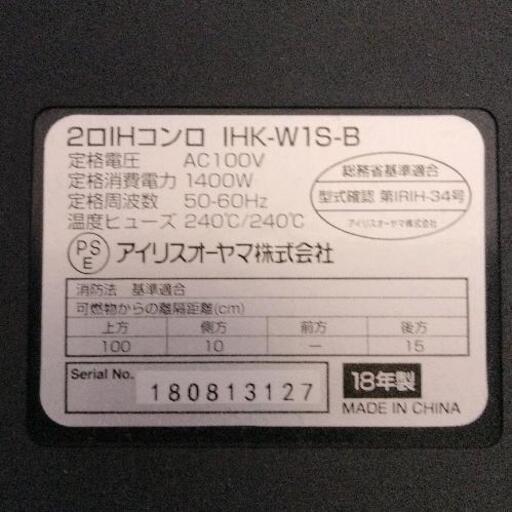 2口IHコンロ IHK-W1S-B
定格電圧 AC100V
定格消費電力 1400W
定格周波数 50-60Hz
温度ヒューズ 240℃/240℃
総務省基準適合
型式確認 第IRIH-34号
アイリスオーヤマ株式会社
PS
E
アイリスオーヤマ株式会社
消防法 基準適合
可燃物からの離隔距離(cm)
上方 側方 前方 後方
100 10 ― 15
Serial No. 180813127
18年製
MADE IN CHINA